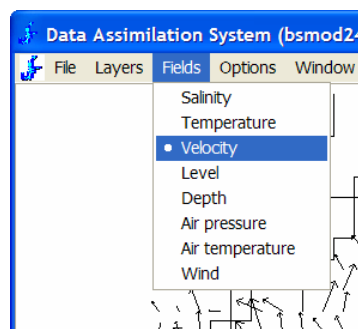 Data Assimilation System (bsmod24
File Layers Fields Options Window
Salinity
Temperature
Velocity
Level
Depth
Air pressure
Air temperature
Wind